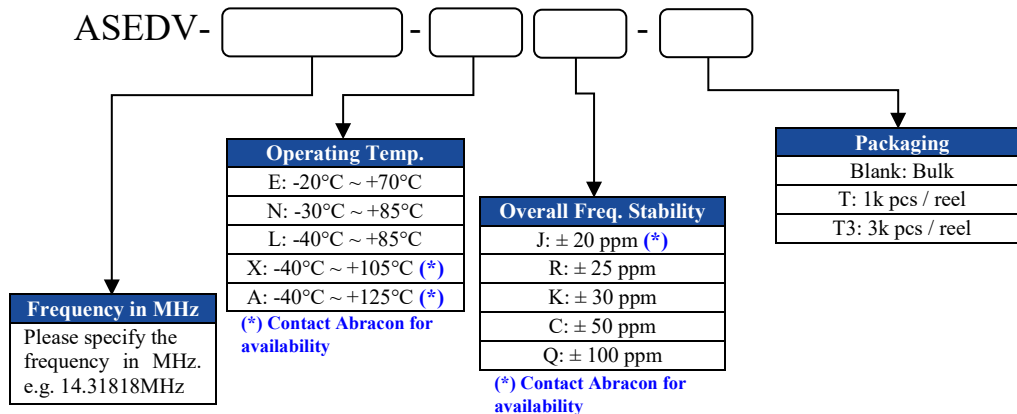 ASEDV- - -
Operating Temp.
E: -20°C ~ +70°C
N: -30°C ~ +85°C
L: -40°C ~ +85°C
X: -40°C ~ +105°C (*)
A: -40°C ~ +125°C (*)
(*) Contact Abracon for
availability
Frequency in MHz
Please specify the
frequency in MHz.
e.g. 14.31818MHz
Overall Freq. Stability
J: ± 20 ppm (*)
R: ± 25 ppm
K: ± 30 ppm
C: ± 50 ppm
Q: ± 100 ppm
(*) Contact Abracon for
availability
Packaging
Blank: Bulk
T: 1k pcs / reel
T3: 3k pcs / reel